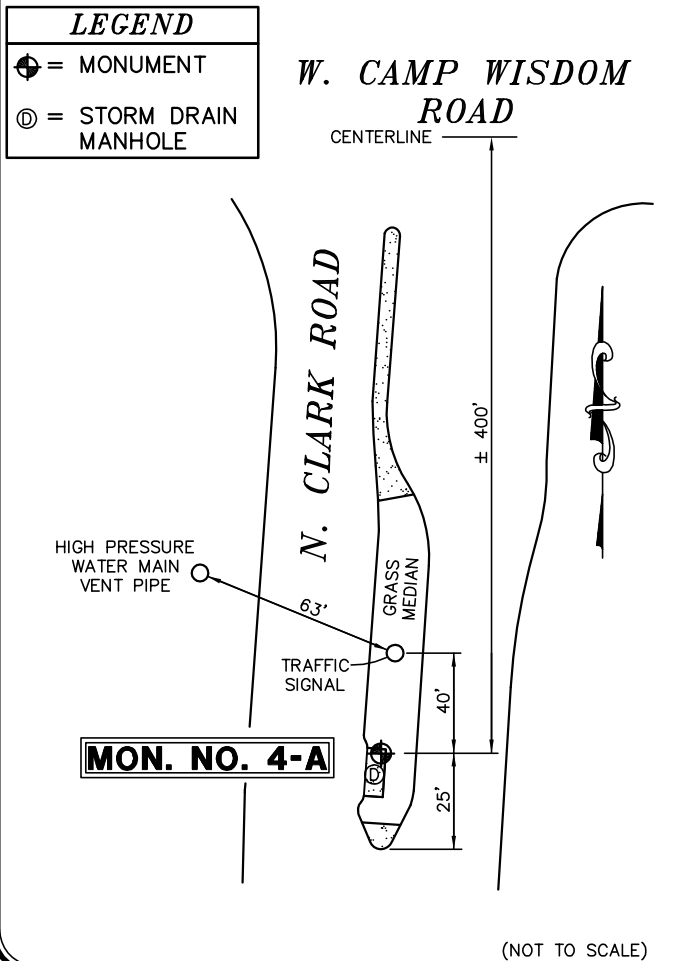 LEGEND
= MONUMENT
D = STORM DRAIN
MANHOLE
W. CAMP WISDOM
ROAD
CENTERLINE
N. CLARK ROAD
± 400'
HIGH PRESSURE
WATER MAIN
VENT PIPE
63'
GRASS
MEDIAN
TRAFFIC
SIGNAL
40'
MON. NO. 4-A
D
25'
(NOT TO SCALE)